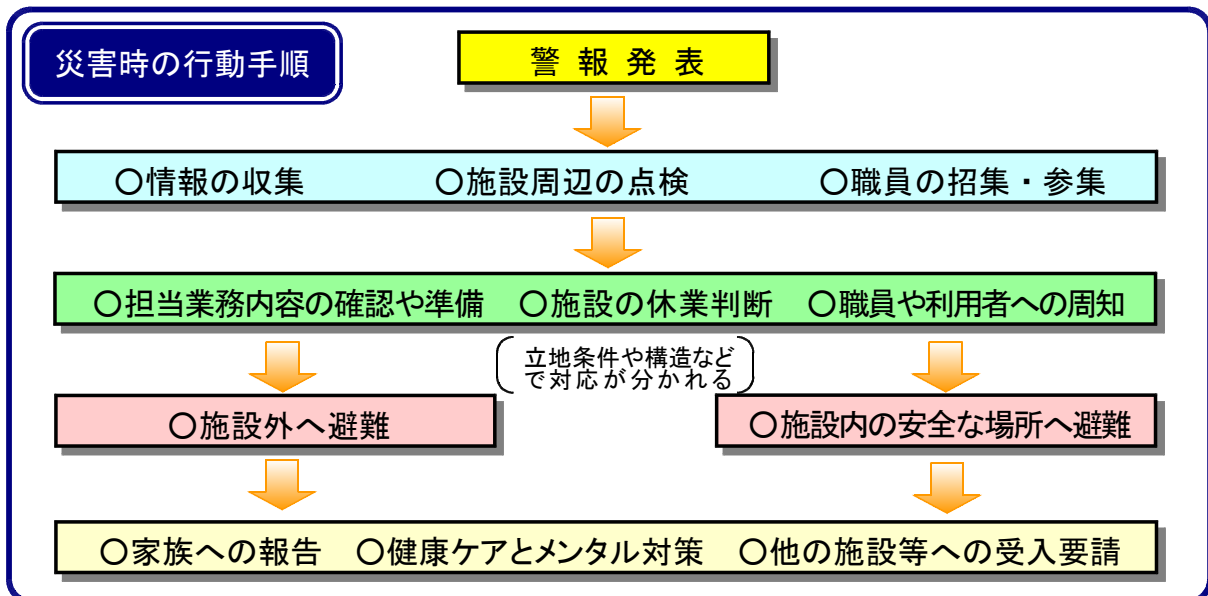 災害時の行動手順
警報発表
○情報の収集 ○施設周辺の点検 ○職員の招集・参集
○担当業務内容の確認や準備 ○施設の休業判断 ○職員や利用者への周知
立地条件や構造など
で対応が分かれる
○施設外へ避難 ○施設内の安全な場所へ避難
○家族への報告 ○健康ケアとメンタル対策 ○他の施設等への受入要請